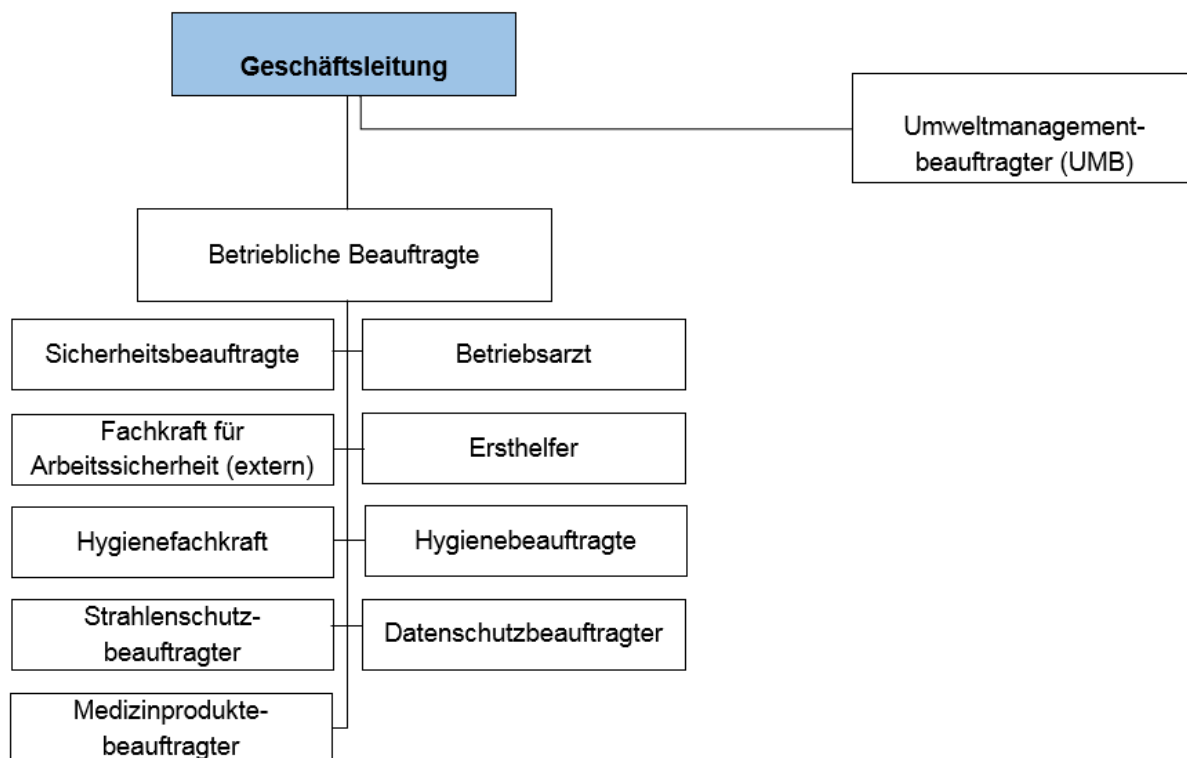 Geschäftsleitung
Umweltmanagement-
beauftragter (UMB)
Betriebliche Beauftragte
Sicherheitsbeauftragte
Betriebsarzt
Fachkraft für
Arbeitssicherheit (extern)
Ersthelfer
Hygienefachkraft
Hygienebeauftragte
Strahlenschutz-
beauftragter
Datenschutzbeauftragter
Medizinprodukte-
beauftragter